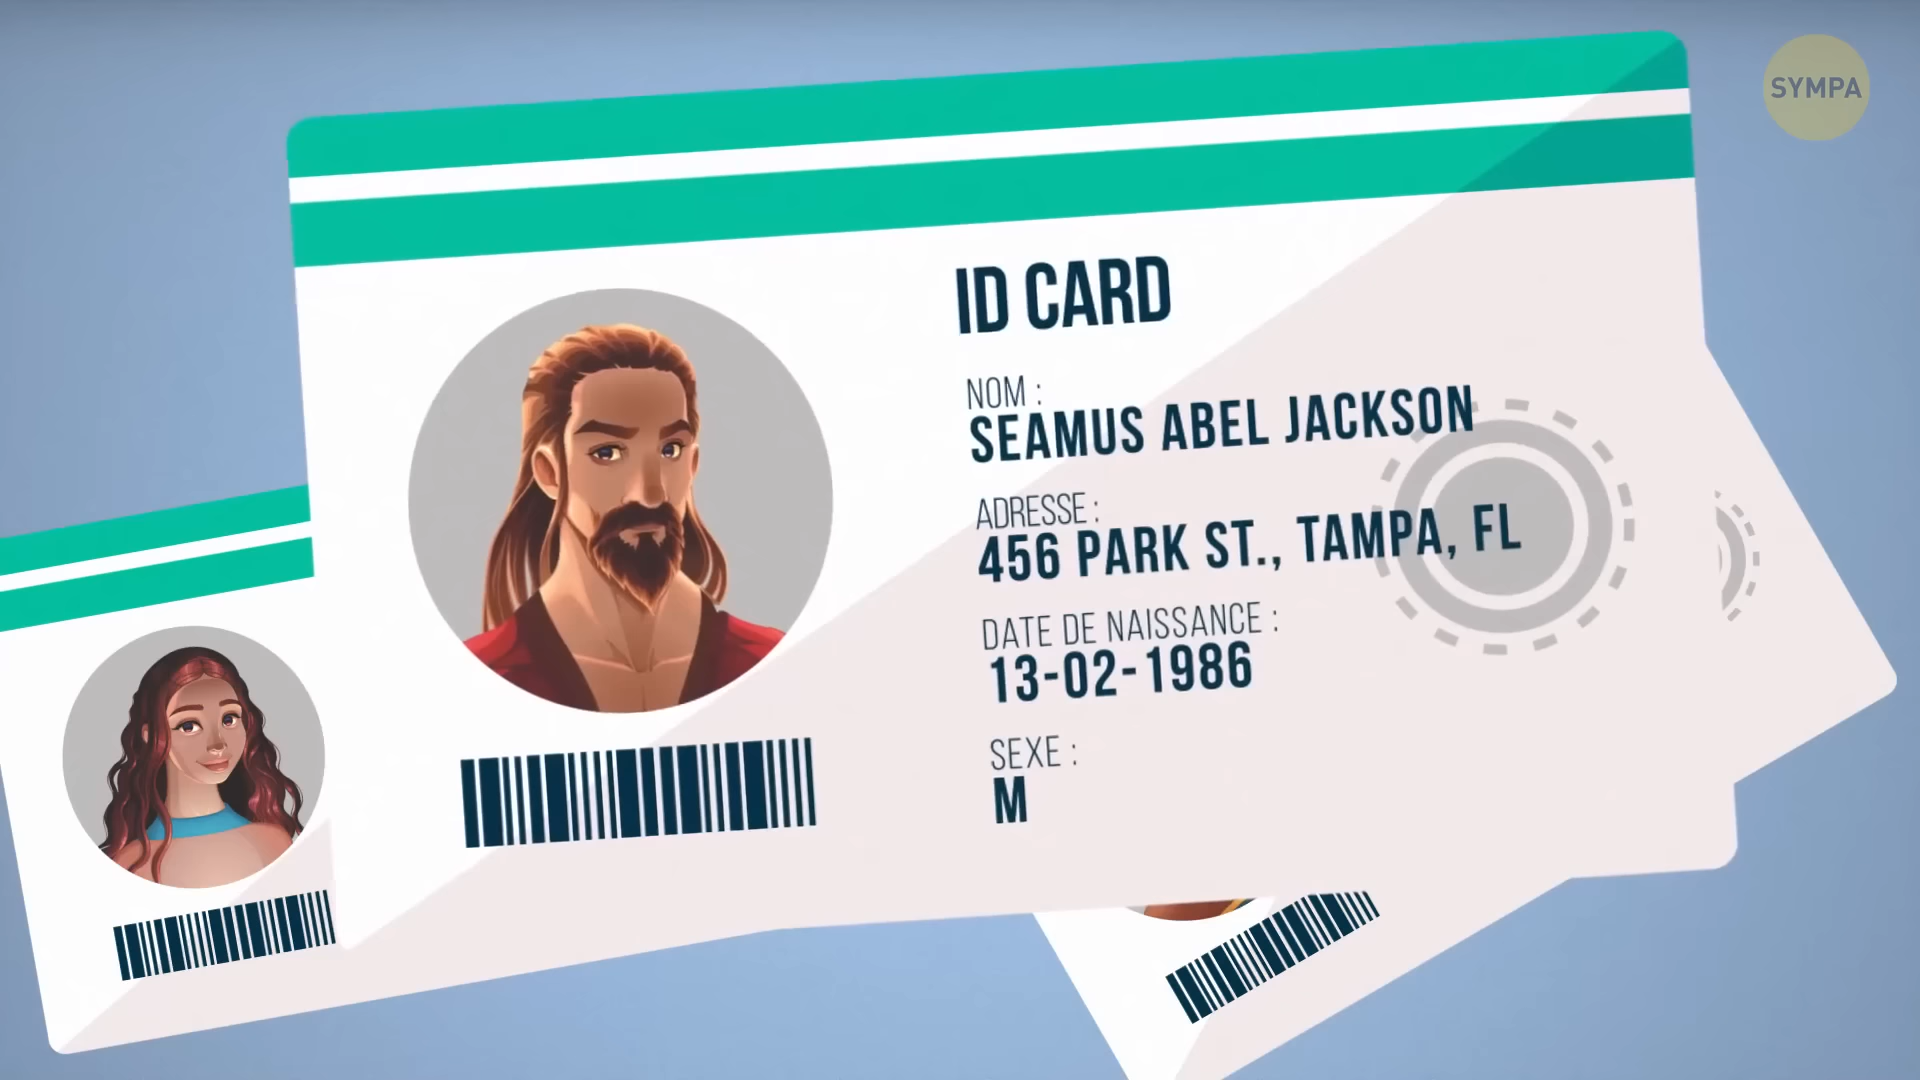 SYMPA
ID CARD
NOM :
SEAMUS ABEL JACKSON
ADRESSE :
456 PARK ST., TAMPA, FL
DATE DE NAISSANCE :
13-02-1986
SEXE :
M